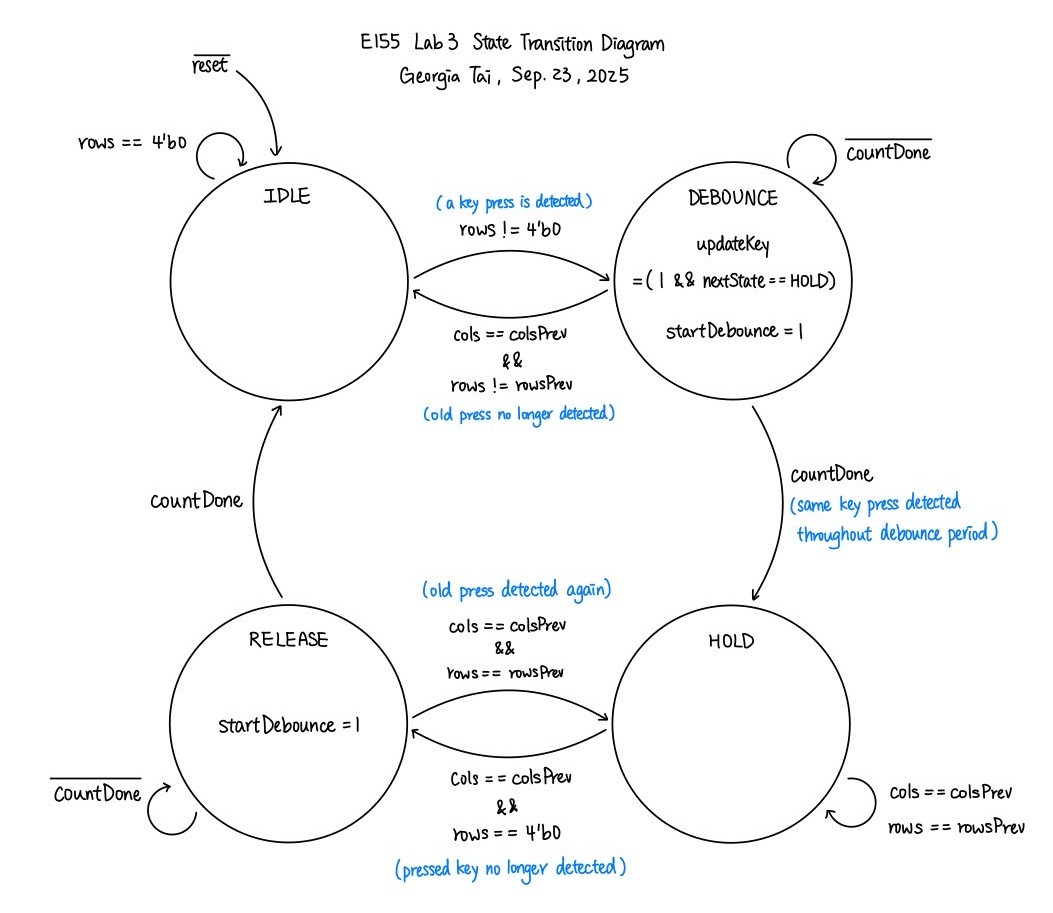 E155 Lab 3 State Transition Diagram
Georgia Tai, Sep. 23, 2025
reset
rows == 4'b0
countDone
IDLE
(a key press is detected)
rows != 4'b0
cols == colsPrev
&&
rows != rowsPrev
(old press no longer detected)
DEBOUNCE
updateKey
=(1 && nextState == HOLD)
startDebounce = 1
countDone
countDone
(same key press detected
throughout debounce period)
(old press detected again)
cols == colsPrev
&&
rows == rowsPrev
RELEASE
startDebounce = 1
HOLD
countDone
Cols == colsPrev
&&
rows == 4'b0
(pressed key no longer detected)
cols == colsPrev
rows == rowsPrev